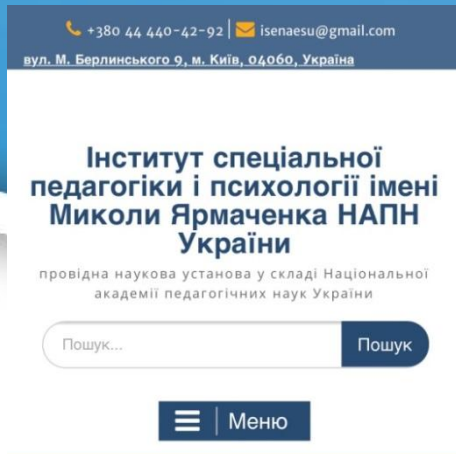 +380 44 440-42-92 | isenaesu@gmail.com
вул. М. Берлинського 9, м. Київ, 04060, Україна
Інститут спеціальної
педагогіки і психології імені
Миколи Ярмаченка НАПН
України
провідна наукова установа у складі Національної
академії педагогічних наук України
Пошук... Пошук
Меню